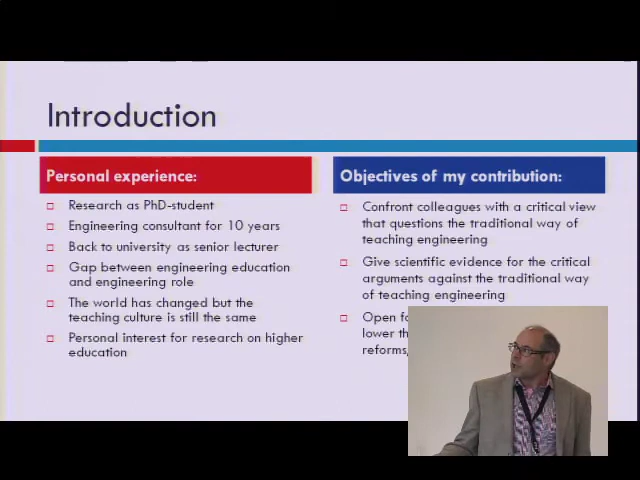 Introduction
Personal experience:
Research as PhD-student
Engineering consultant for 10 years
Back to university as senior lecturer
Gap between engineering education
and engineering role
The world has changed but the
teaching culture is still the same
Personal interest for research on higher
education
Objectives of my contribution:
Confront colleagues with a critical view
that questions the traditional way of
teaching engineering
Give scientific evidence for the critical
arguments against the traditional way
of teaching engineering
Open
lower
reforms,